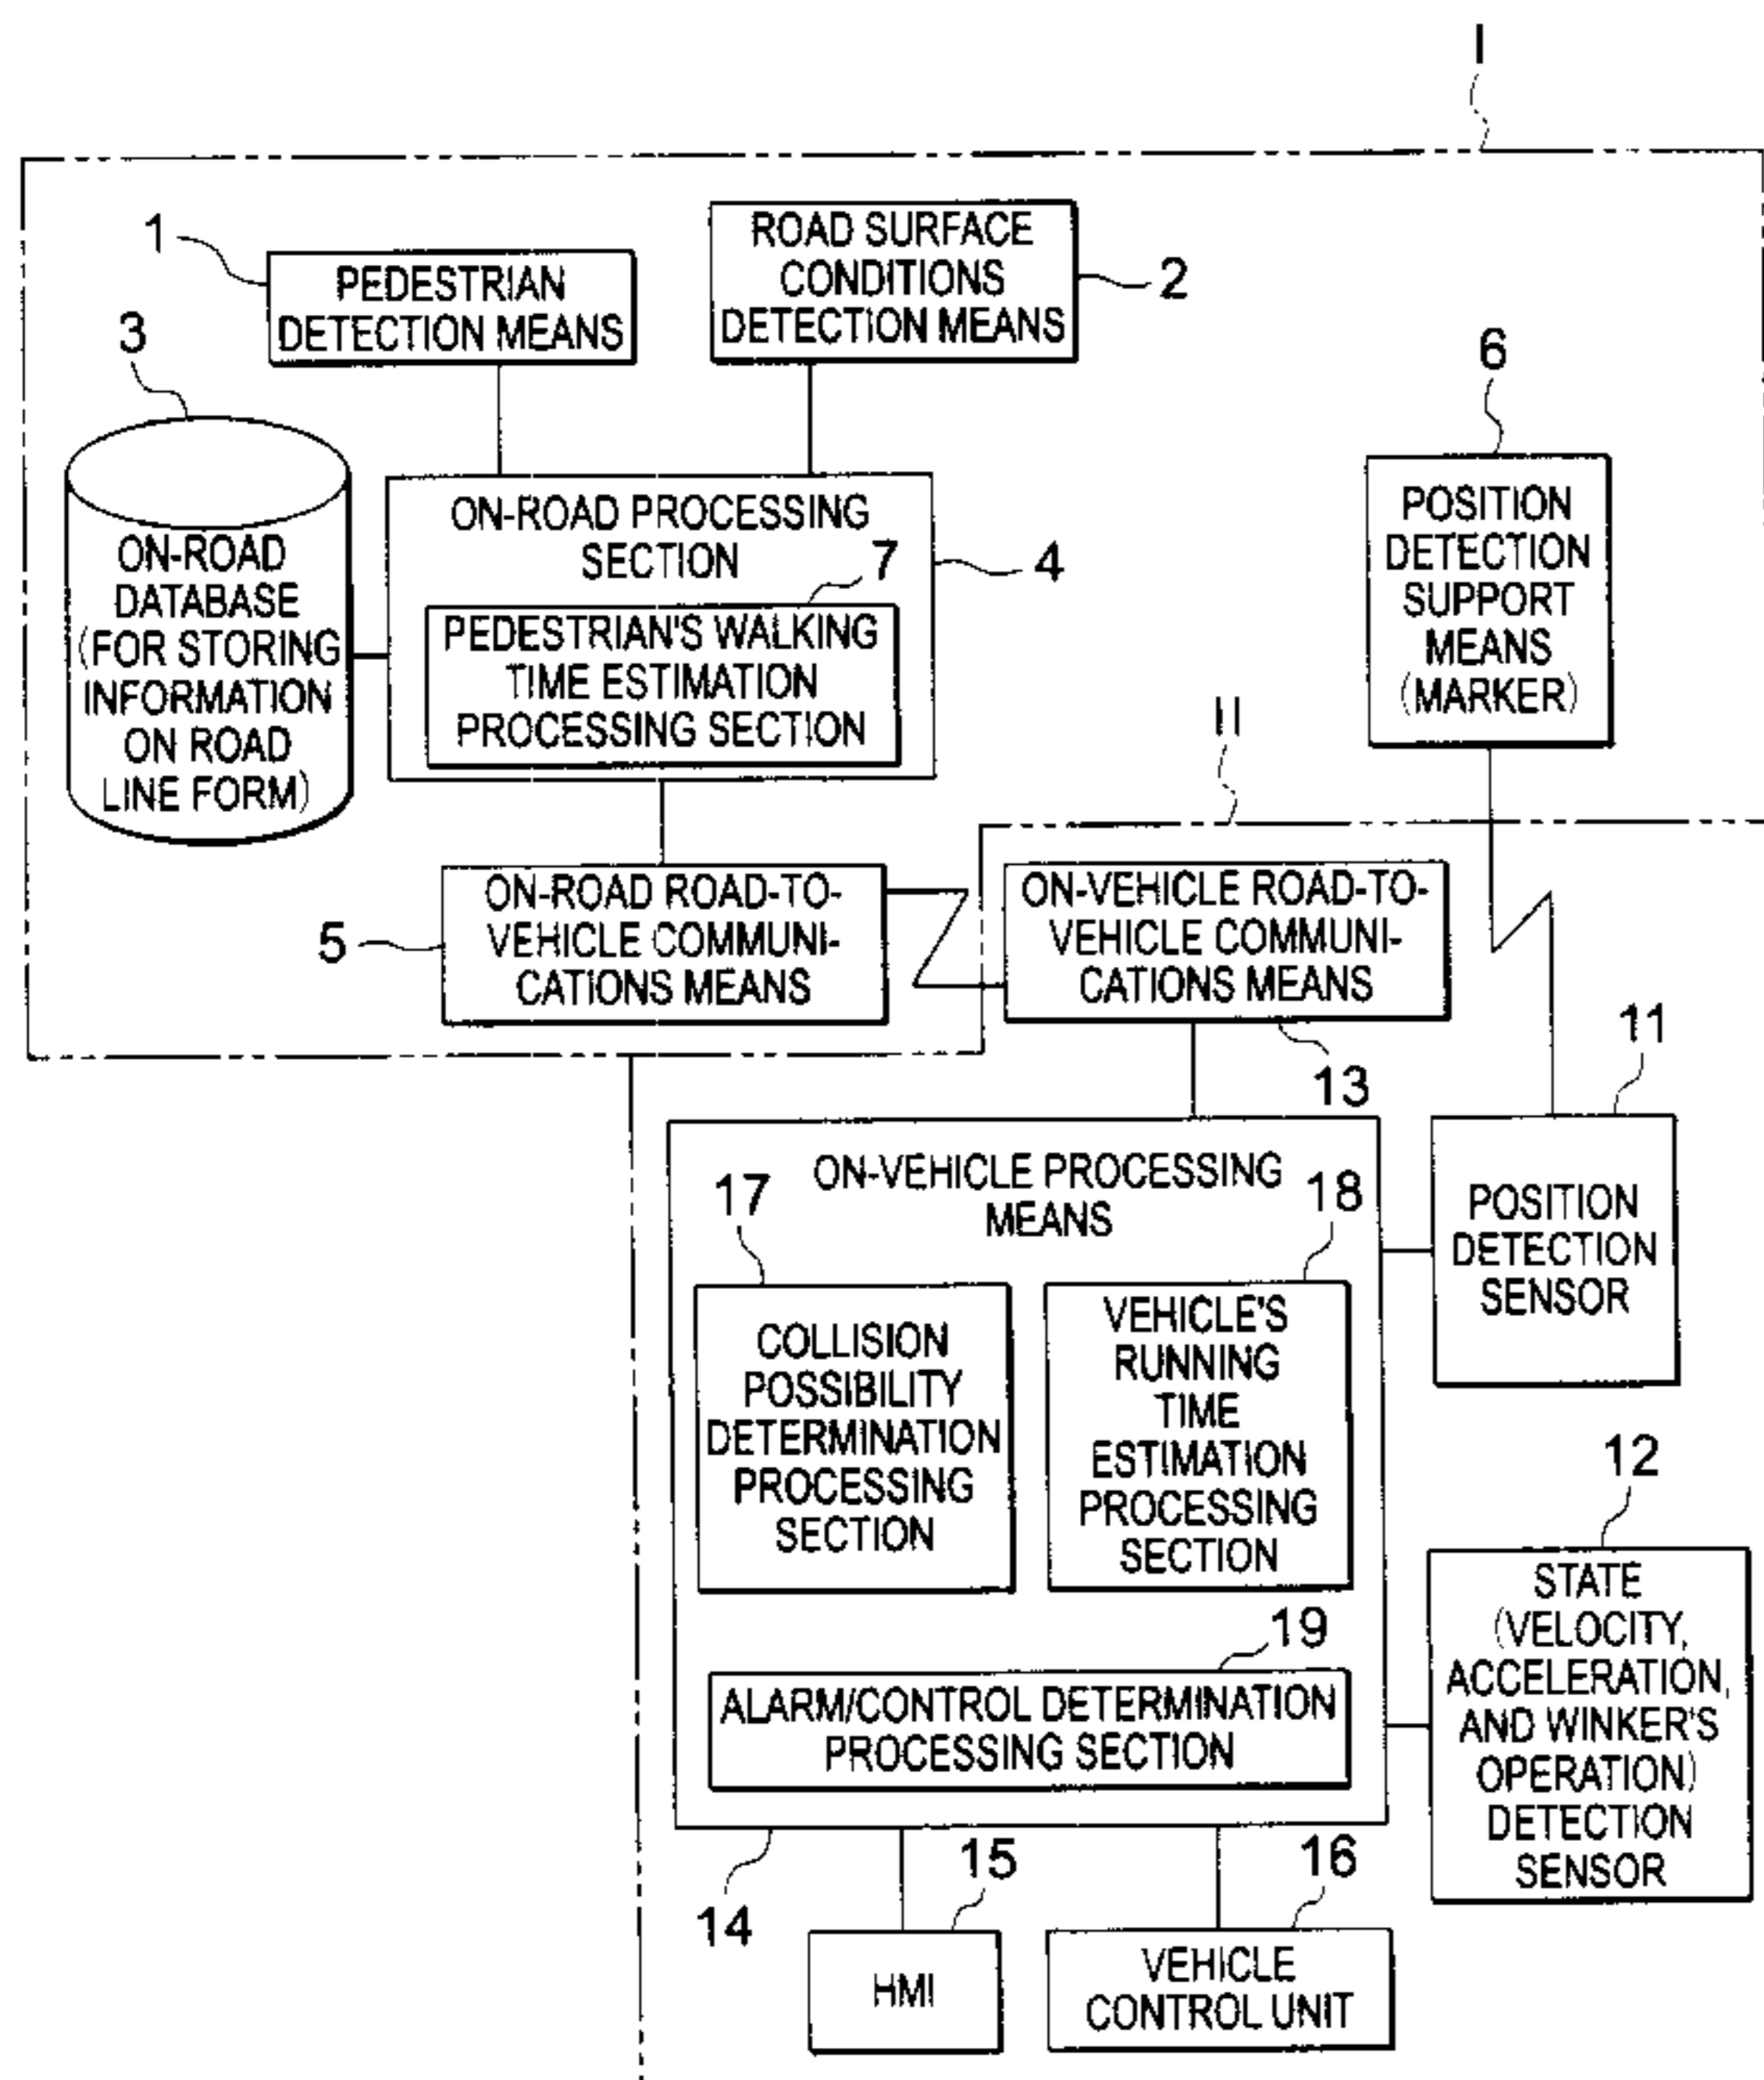 I
1
PEDESTRIAN
DETECTION MEANS
ROAD SURFACE
CONDITIONS
DETECTION MEANS
2
3
ON-ROAD
DATABASE
(FOR STORING
INFORMATION
ON ROAD
LINE FORM)
ON-ROAD PROCESSING
SECTION
7
4
PEDESTRIAN'S WALKING
TIME ESTIMATION
PROCESSING SECTION
6
POSITION
DETECTION
SUPPORT
MEANS
(MARKER)
II
5
ON-ROAD ROAD-TO-
VEHICLE COMMUNI-
CATIONS MEANS
ON-VEHICLE ROAD-TO-
VEHICLE COMMUNI-
CATIONS MEANS
13
11
POSITION
DETECTION
SENSOR
ON-VEHICLE PROCESSING
MEANS
17
COLLISION
POSSIBILITY
DETERMINATION
PROCESSING
SECTION
18
VEHICLE'S
RUNNING
TIME
ESTIMATION
PROCESSING
SECTION
12
STATE
(VELOCITY,
ACCELERATION,
AND WINKER'S
OPERATION)
DETECTION
SENSOR
19
ALARM/CONTROL DETERMINATION
PROCESSING SECTION
14
15
HMI
16
VEHICLE
CONTROL UNIT